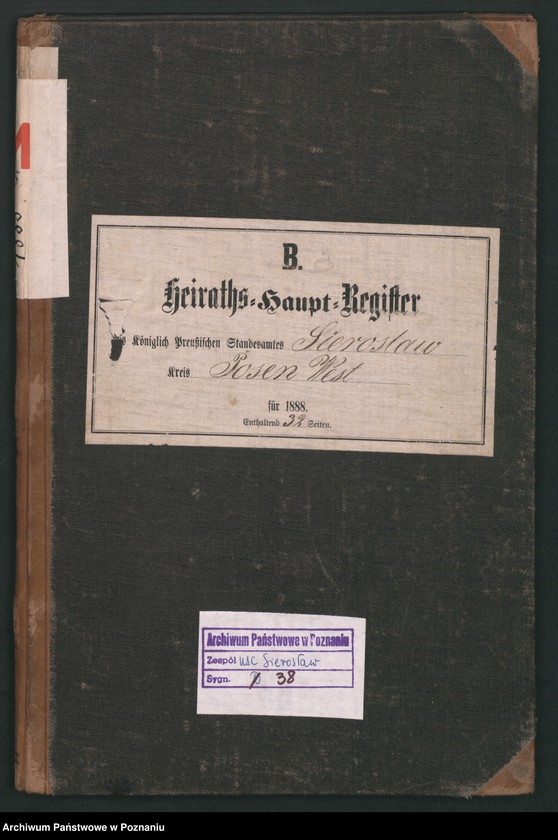 B.
Heiraths-Haupt-Register
Königlich Preußischen Standesamtes Sieroslaw
Kreis Posen West
für 1888.
Enthaltend 32 Seiten.
Archiwum Państwowe w Poznaniu
Zespół USC Sierosław
Sygn. 38
Archiwum Państwowe w Poznaniu